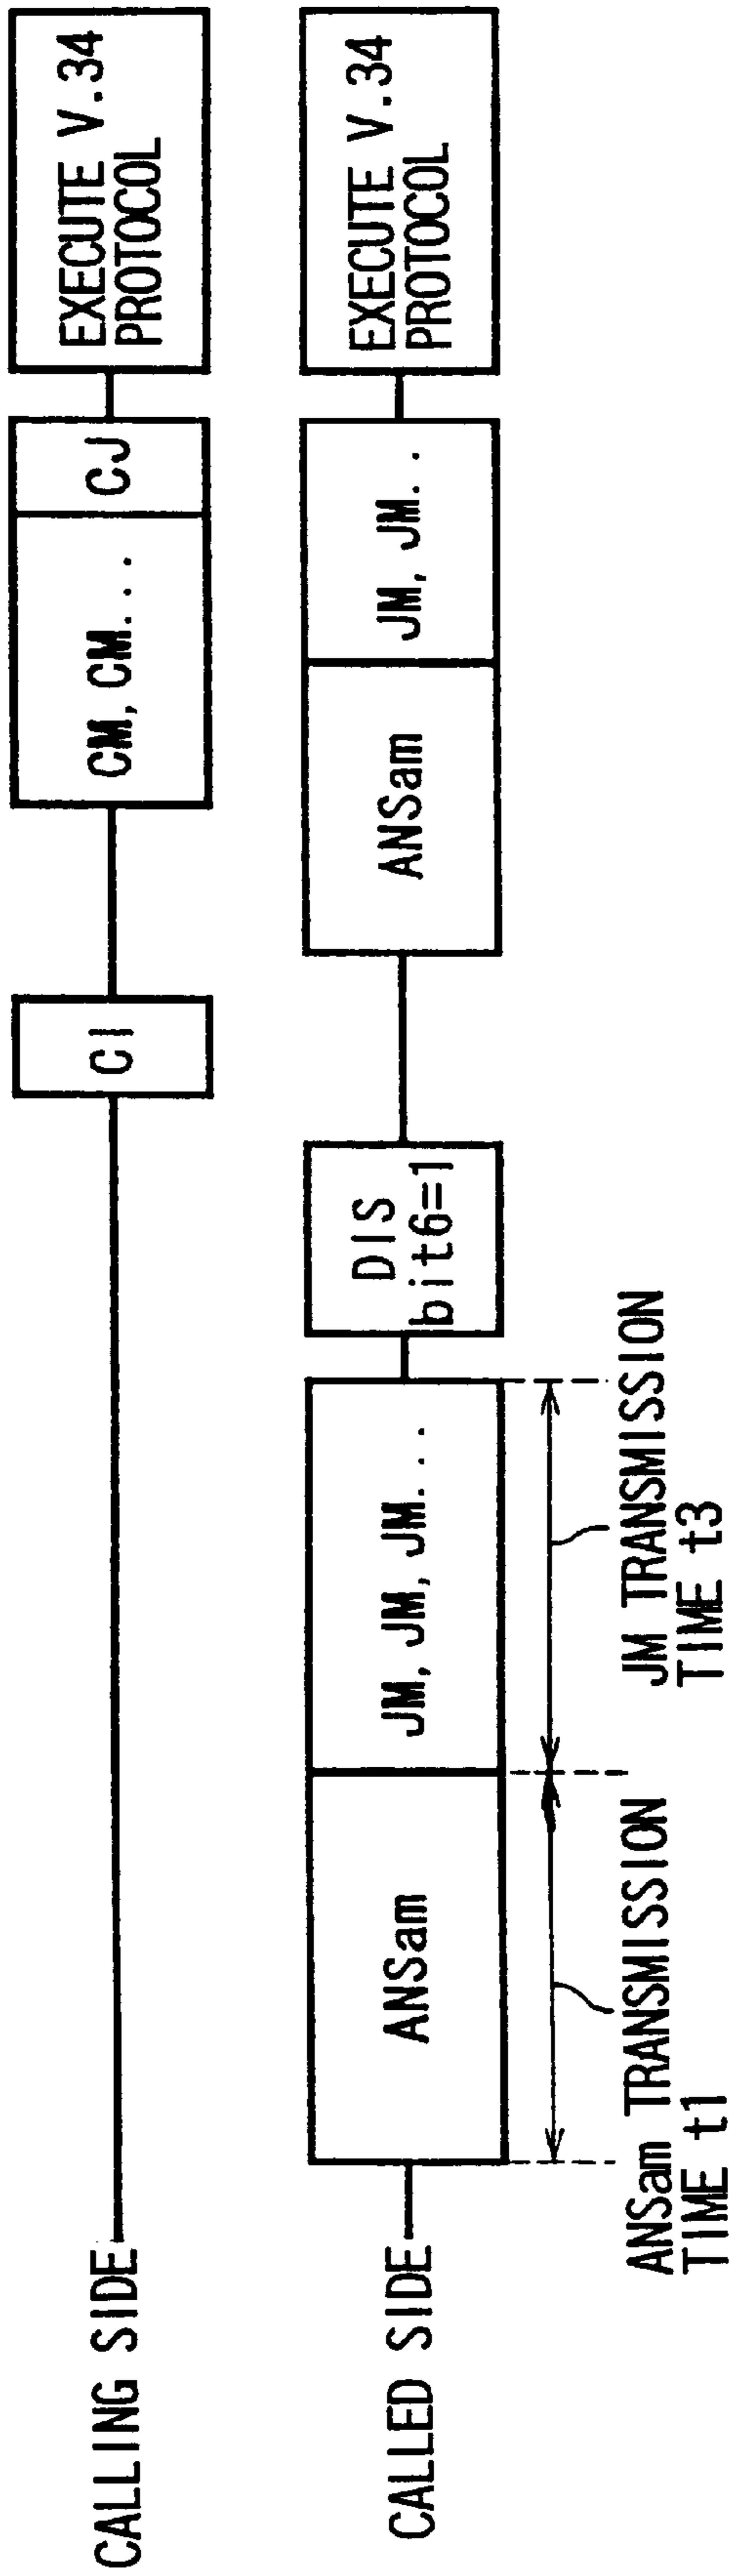 CALLING SIDE
CI
CM, CM...
CJ
EXECUTE V.34
PROTOCOL
CALLED SIDE
ANSam
JM, JM, JM...
DIS
bit6=1
ANSam
JM, JM..
EXECUTE V.34
PROTOCOL
ANSam TRANSMISSION
TIME t1
JM TRANSMISSION
TIME t3